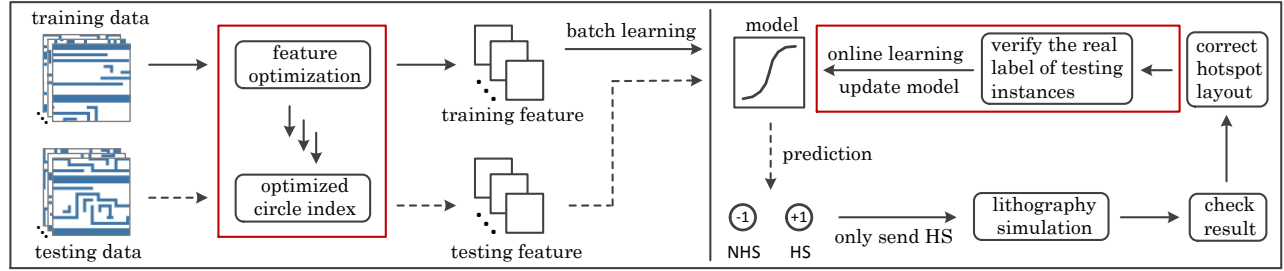 training data
feature
optimization
optimized
circle index
testing data
training feature
testing feature
batch learning
model
online learning
update model
verify the real
label of testing
instances
correct
hotspot
layout
prediction
-1
+1
NHS
HS
only send HS
lithography
simulation
check
result